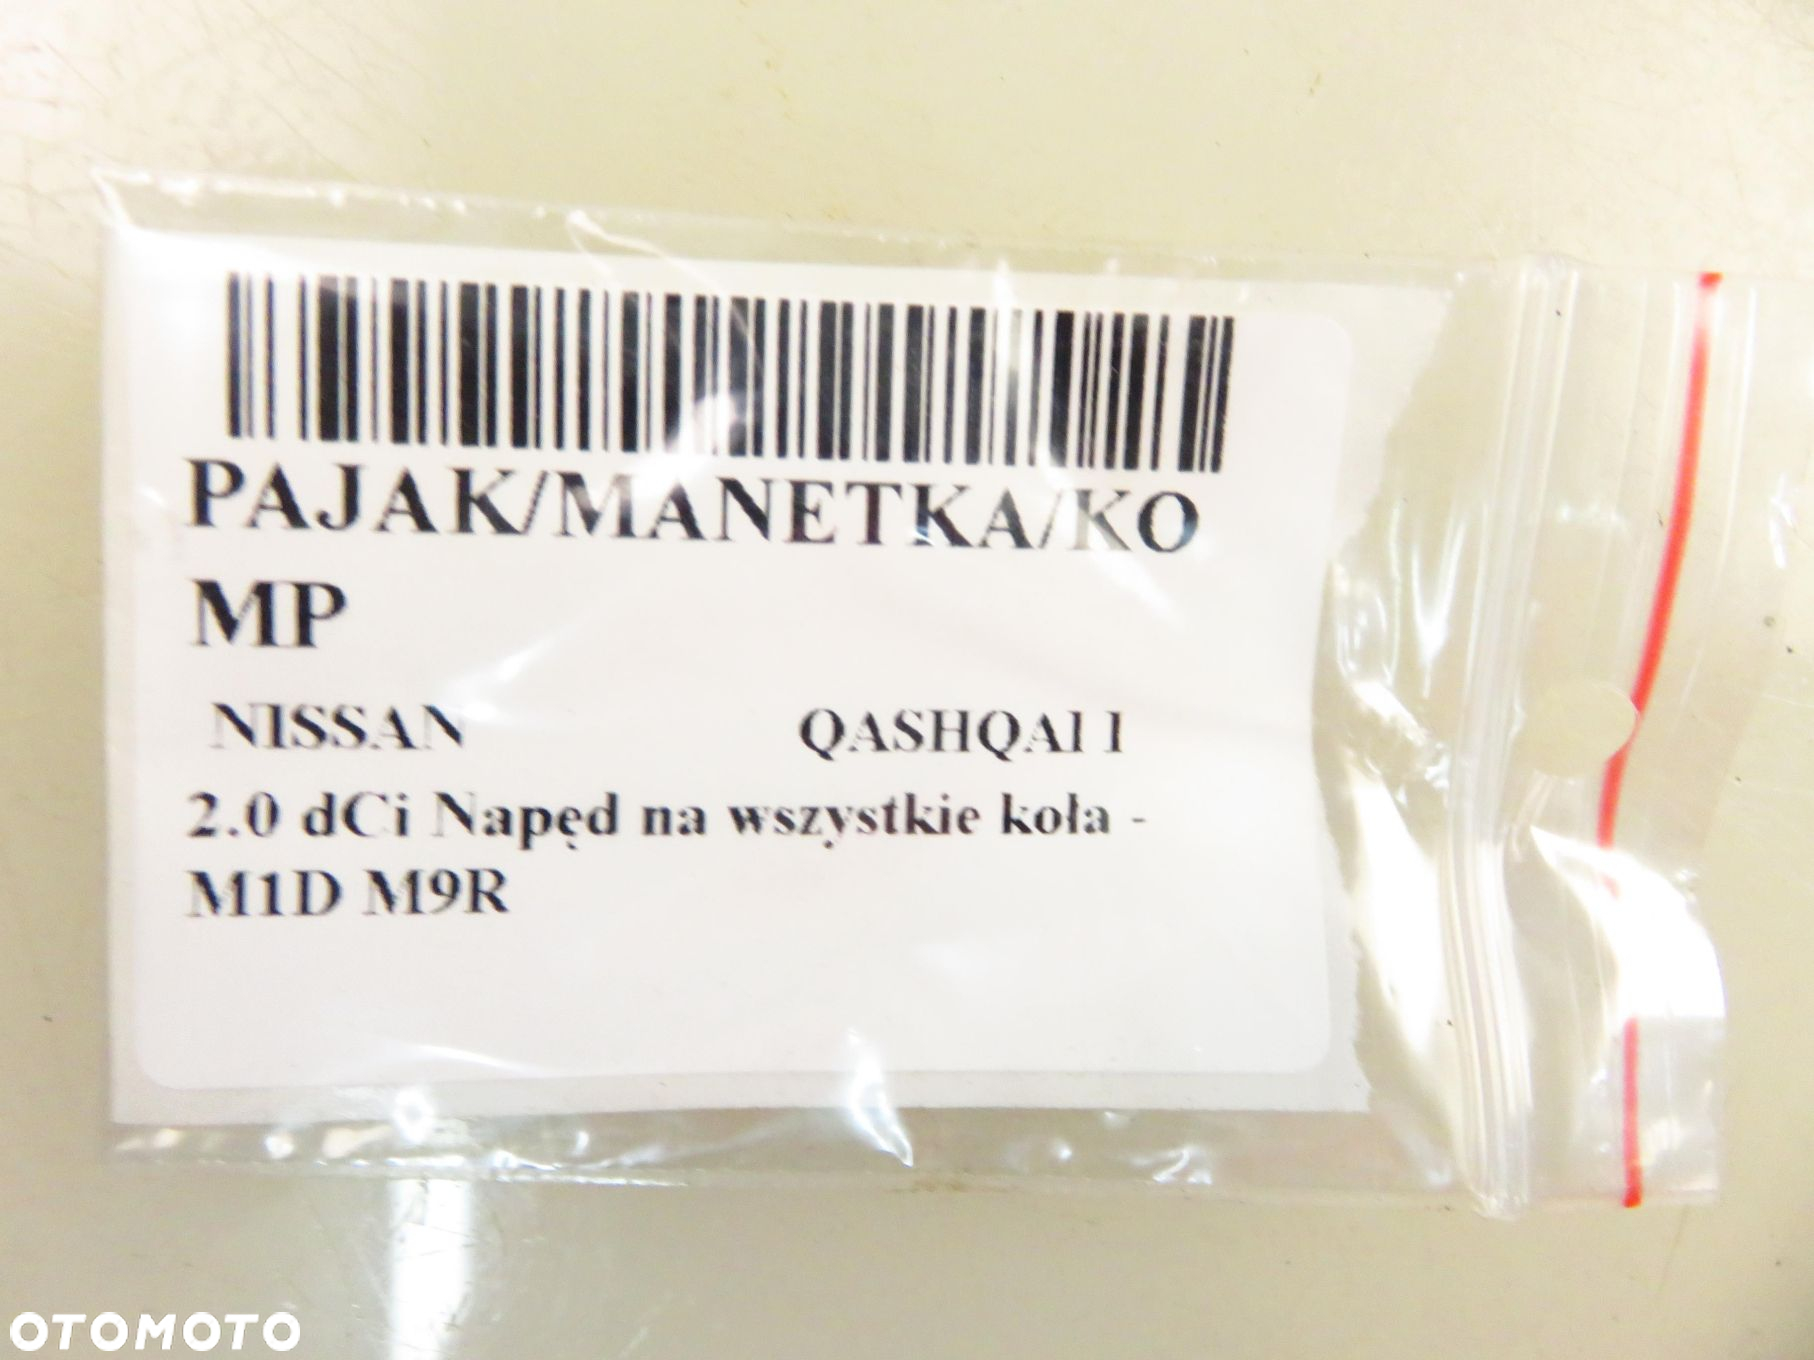 PAJAK/MANETKA/KO
MP
NISSAN QASHQAI I
2.0 dCi Napęd na wszystkie koła -
M1D M9R
OTOMOTO